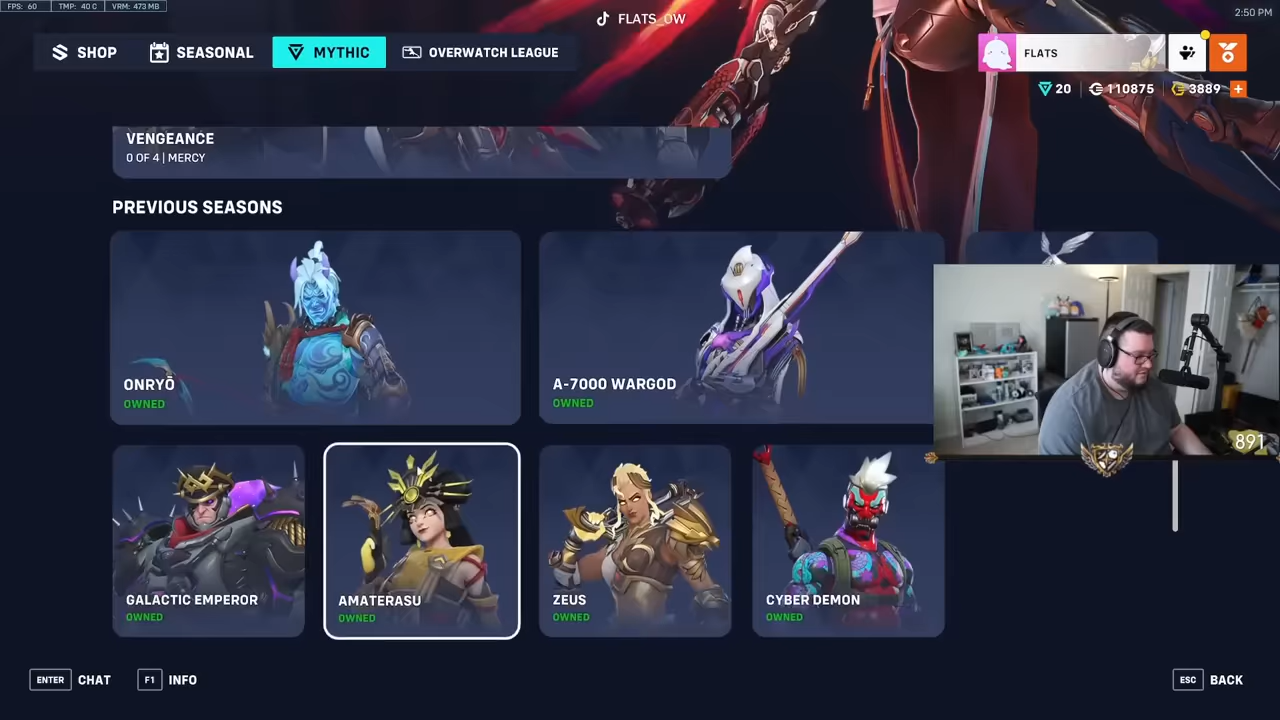 FPS: 60 TMP: 40 C VRM: 473 MB
FLATS_OW
2:50 PM
SHOP SEASONAL MYTHIC OVERWATCH LEAGUE
FLATS
20 110875 3889 +
VENGEANCE
0 OF 4 | MERCY
PREVIOUS SEASONS
ONRYŌ
OWNED
A-7000 WARGOD
OWNED
891
GALACTIC EMPEROR
OWNED
AMATERASU
OWNED
ZEUS
OWNED
CYBER DEMON
OWNED
ENTER CHAT F1 INFO
ESC BACK